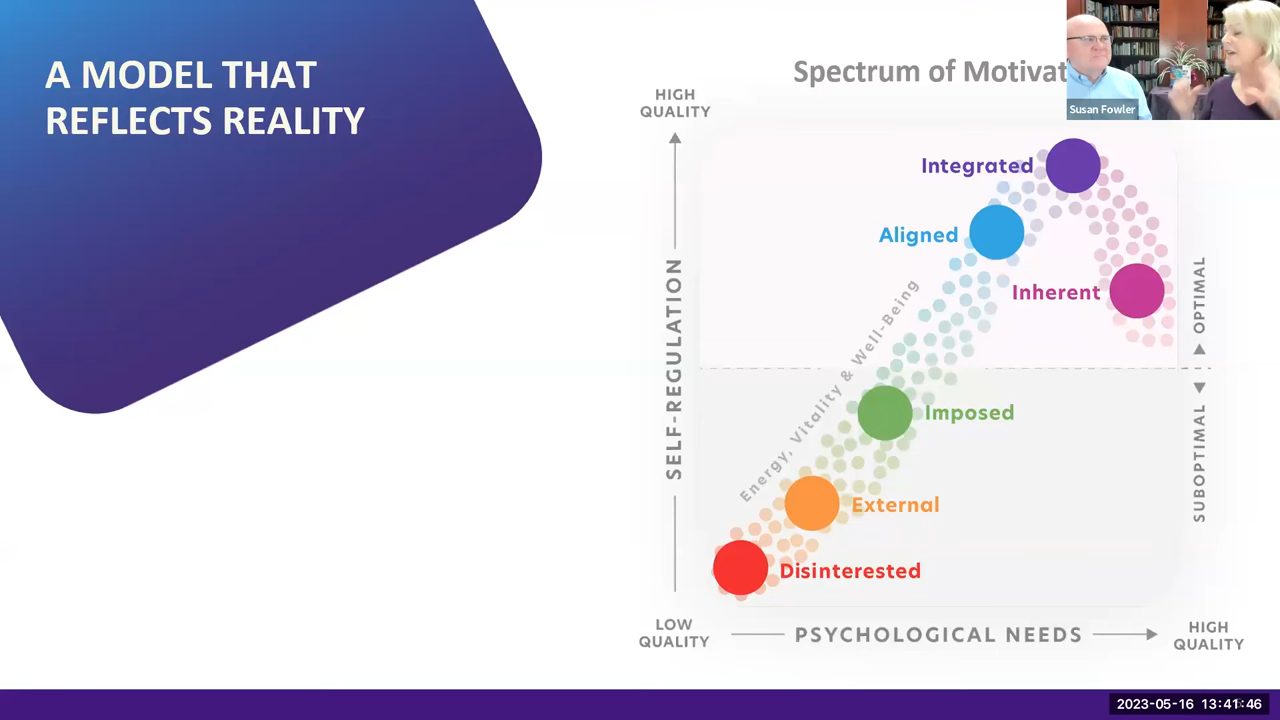 A MODEL THAT
REFLECTS REALITY
Spectrum of Motivat
Susan Fowler
HIGH
QUALITY
Integrated
Aligned
Inherent
Energy, Vitality & Well-Being
SELF-REGULATION
OPTIMAL
SUBOPTIMAL
Imposed
External
Disinterested
LOW
QUALITY
PSYCHOLOGICAL NEEDS
HIGH
QUALITY
2023-05-16 13:41:46